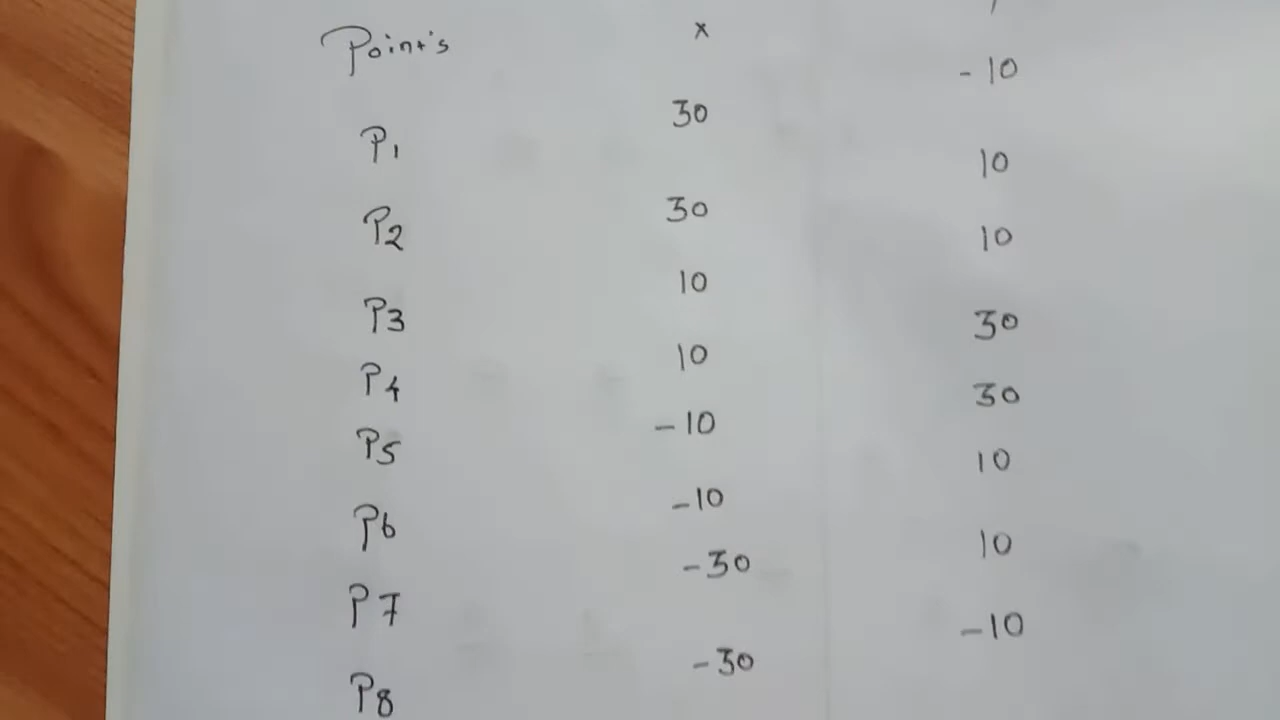 Point's x
P1 30 -10
P2 30 10
P3 10 10
P4 10 30
P5 -10 30
P6 -10 10
P7 -30 10
P8 -30 -10